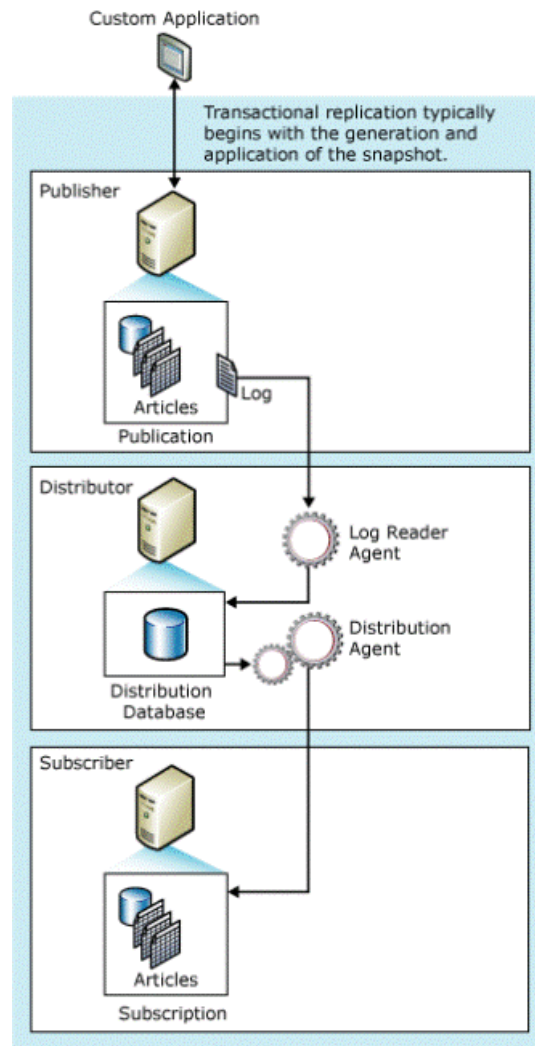 Custom Application
Transactional replication typically
begins with the generation and
application of the snapshot.
Publisher
Log
Articles
Publication
Distributor
Log Reader
Agent
Distribution
Agent
Distribution
Database
Subscriber
Articles
Subscription